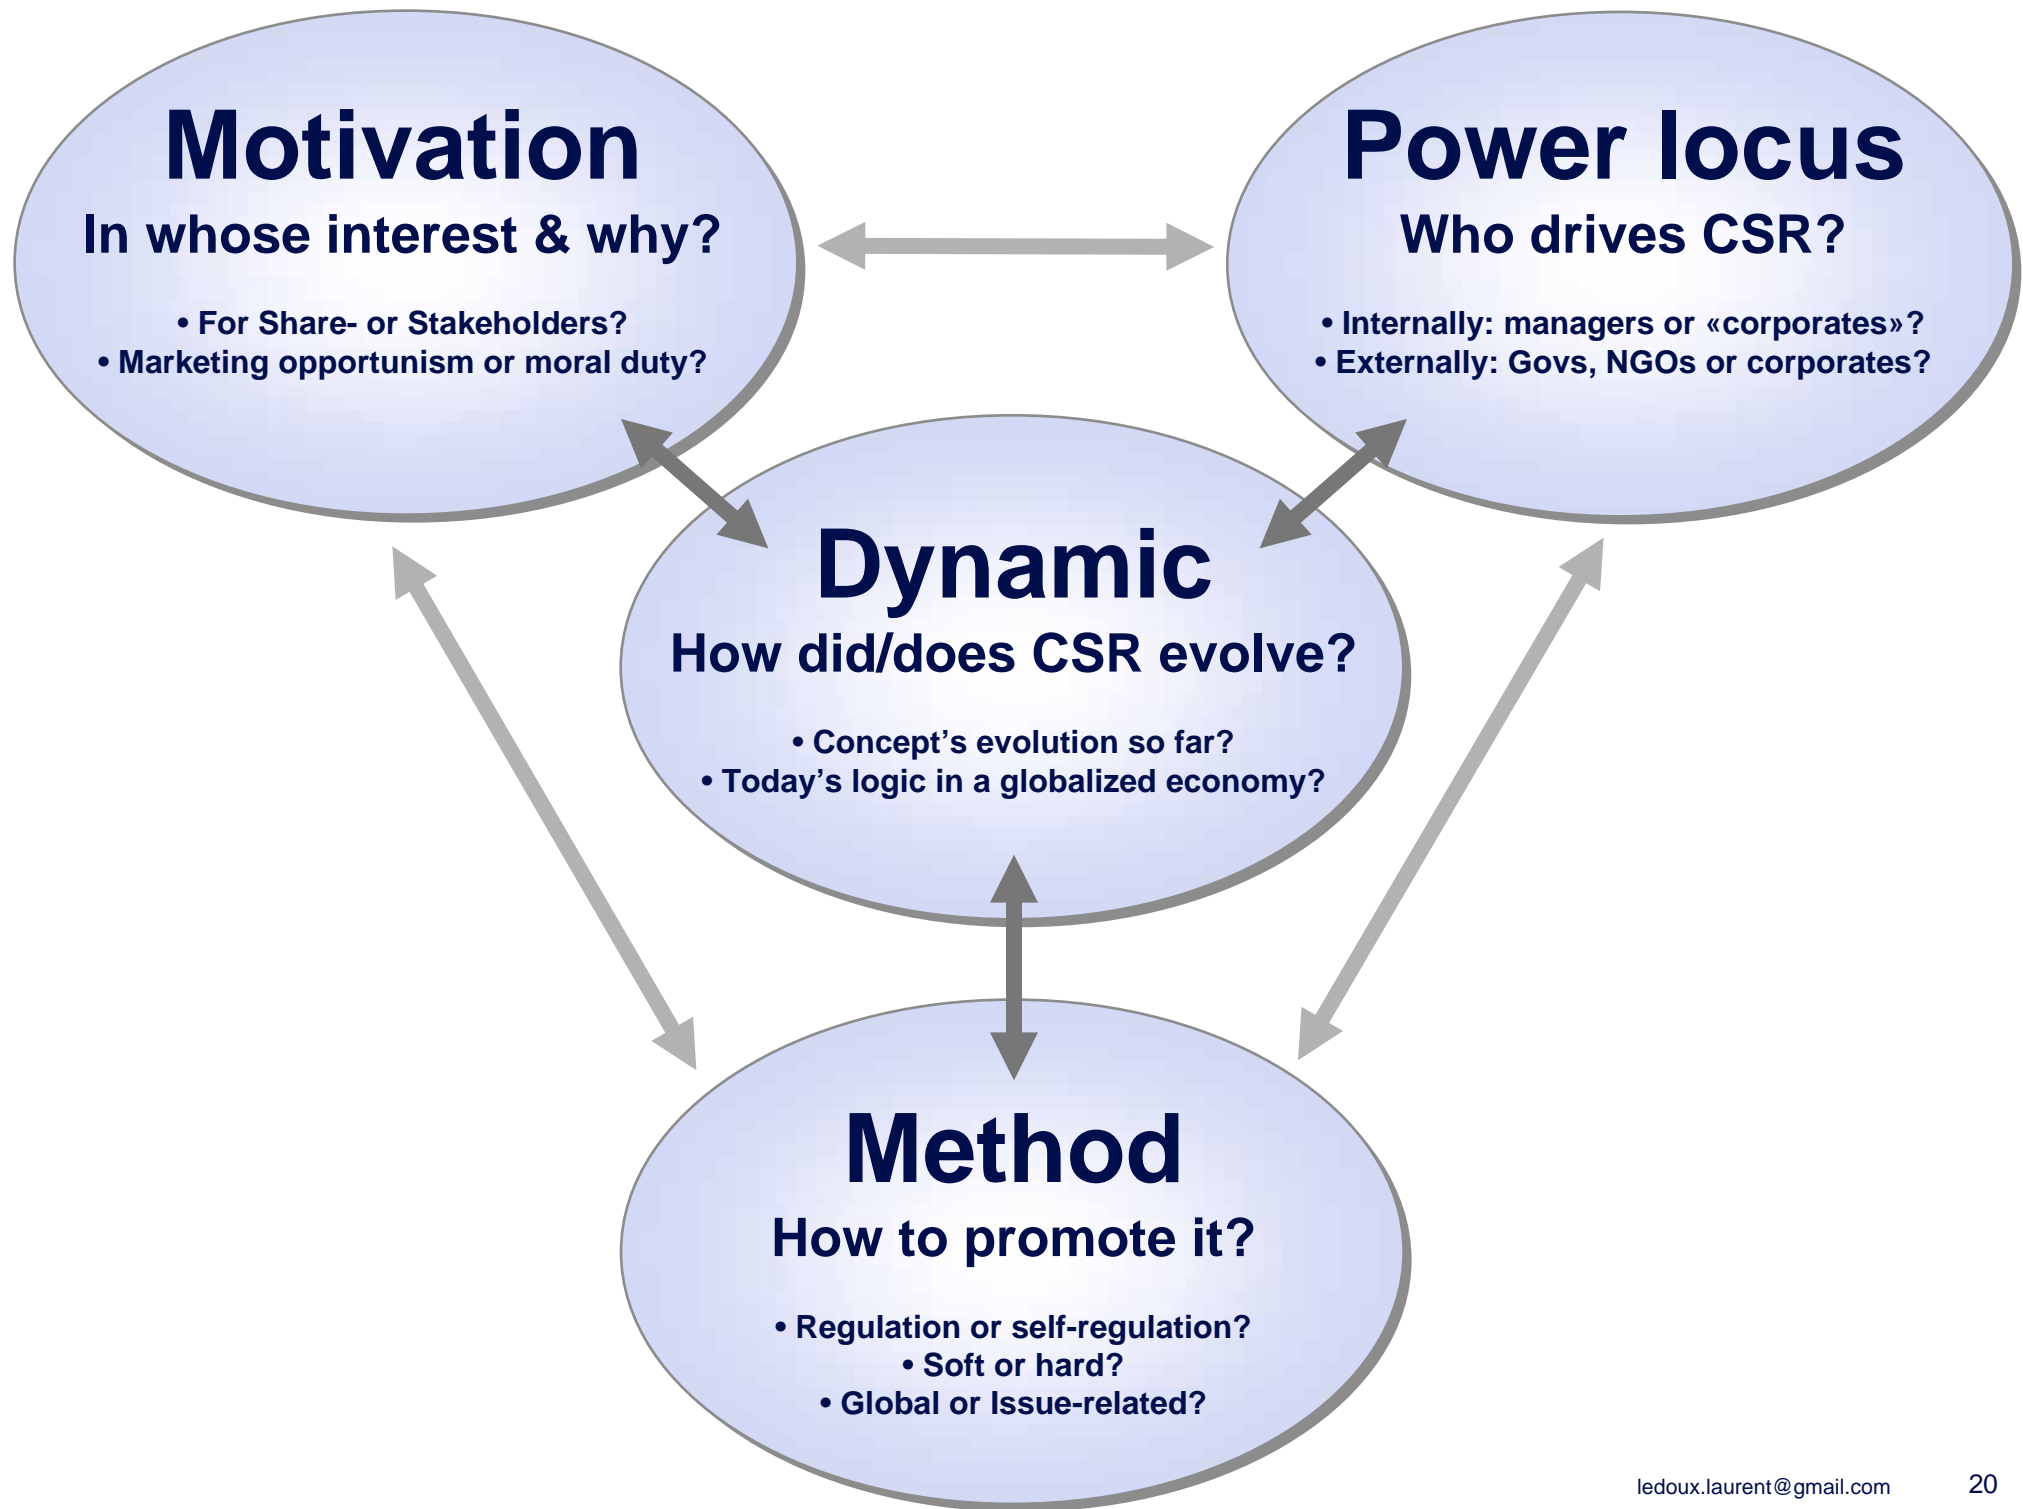 Motivation
In whose interest & why?
• For Share- or Stakeholders?
• Marketing opportunism or moral duty?
Power locus
Who drives CSR?
• Internally: managers or «corporates»?
• Externally: Govs, NGOs or corporates?
Dynamic
How did/does CSR evolve?
• Concept’s evolution so far?
• Today’s logic in a globalized economy?
Method
How to promote it?
• Regulation or self-regulation?
• Soft or hard?
• Global or Issue-related?
ledoux.laurent@gmail.com 20